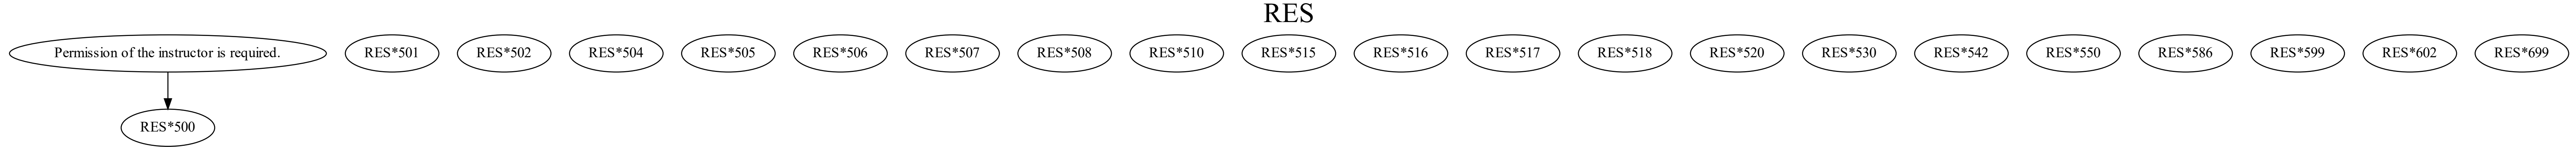 RES
Permission of the instructor is required.
RES*501
RES*502
RES*504
RES*505
RES*506
RES*507
RES*508
RES*510
RES*515
RES*516
RES*517
RES*518
RES*520
RES*530
RES*542
RES*550
RES*586
RES*599
RES*602
RES*699
RES*500